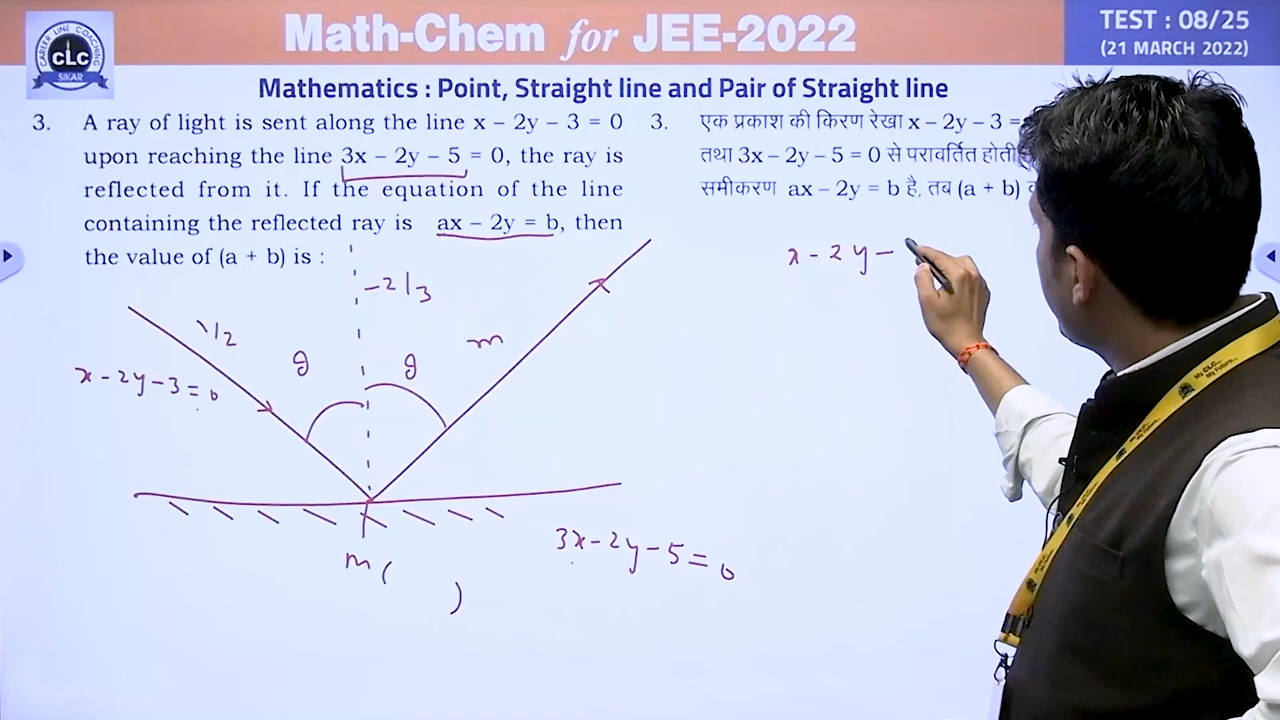 Math-Chem for JEE-2022
TEST : 08/25
(21 MARCH 2022)
CAREER LINE COACHING
CLC
SIKAR
Mathematics : Point, Straight line and Pair of Straight line
3. A ray of light is sent along the line x – 2y – 3 = 0
upon reaching the line 3x – 2y – 5 = 0, the ray is
reflected from it. If the equation of the line
containing the reflected ray is ax – 2y = b, then
the value of (a + b) is :
3. एक प्रकाश की किरण रेखा x – 2y – 3 =
तथा 3x – 2y – 5 = 0 से परावर्तित होती
समीकरण ax – 2y = b है, तब (a + b)
x - 2y -
-2/3
1/2
θ
θ
m
x - 2y - 3 = 0
3x - 2y - 5 = 0
m ( )
My CLC...
My Future...